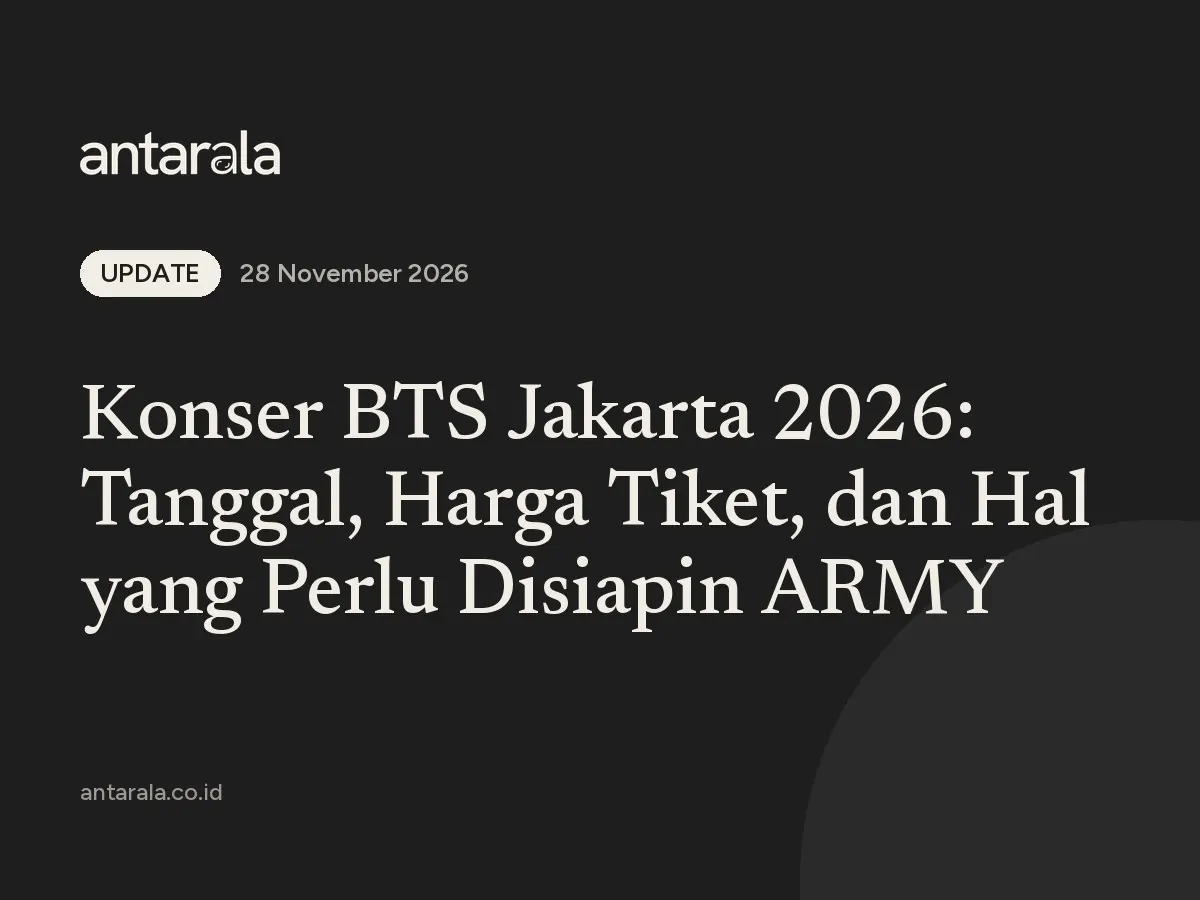 antarala
UPDATE 28 November 2026
Konser BTS Jakarta 2026:
Tanggal, Harga Tiket, dan Hal
yang Perlu Disiapin ARMY
antarala.co.id